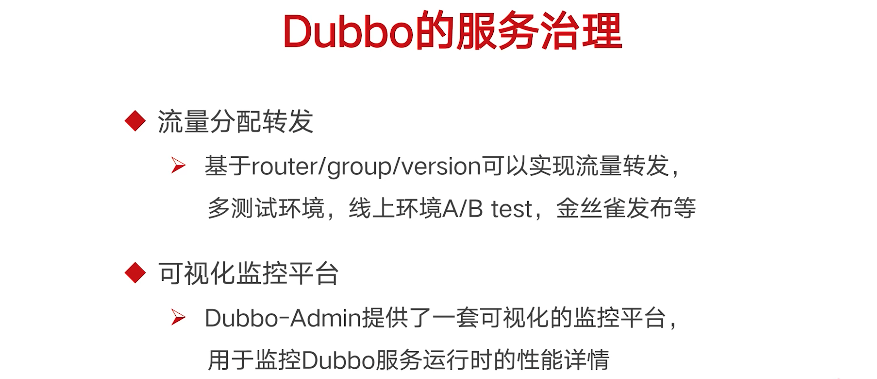 Dubbo的服务治理
流量分配转发
基于router/group/version可以实现流量转发，
多测试环境，线上环境A/B test，金丝雀发布等
可视化监控平台
Dubbo-Admin提供了一套可视化的监控平台，
用于监控Dubbo服务运行时的性能详情